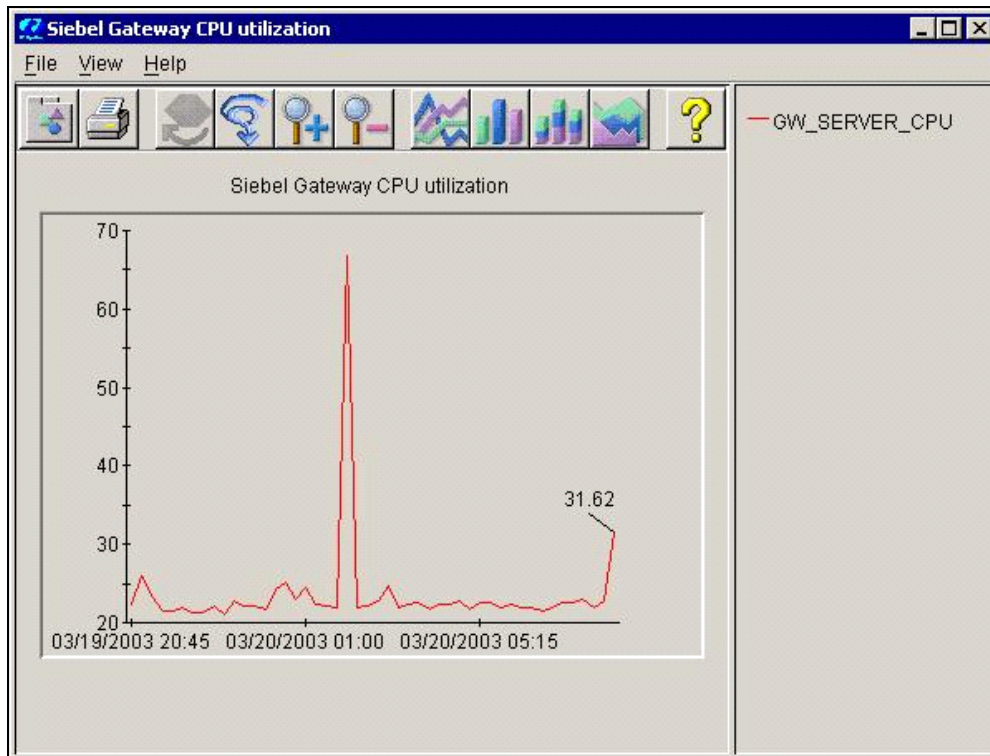 Siebel Gateway CPU utilization
File View Help
?
GW_SERVER_CPU
Siebel Gateway CPU utilization
70
60
50
40
30
20
31.62
03/19/2003 20:45 03/20/2003 01:00 03/20/2003 05:15